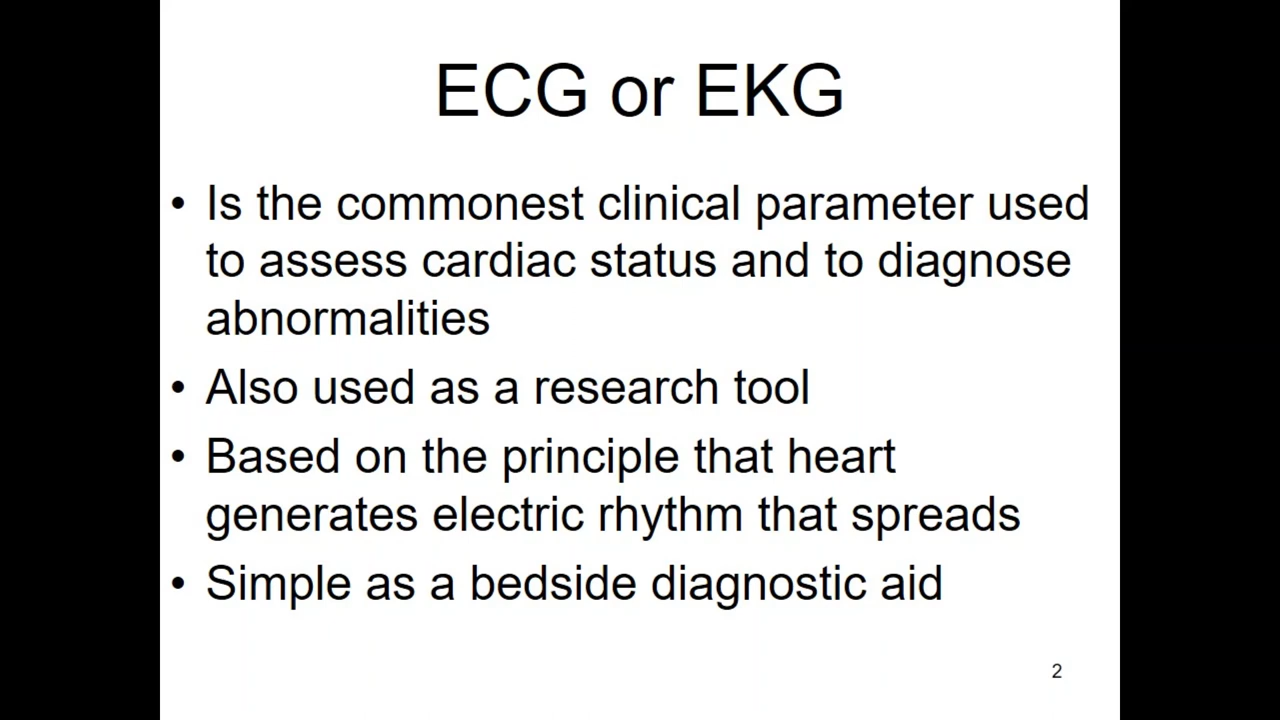 ECG or EKG
• Is the commonest clinical parameter used
to assess cardiac status and to diagnose
abnormalities
• Also used as a research tool
• Based on the principle that heart
generates electric rhythm that spreads
• Simple as a bedside diagnostic aid
2